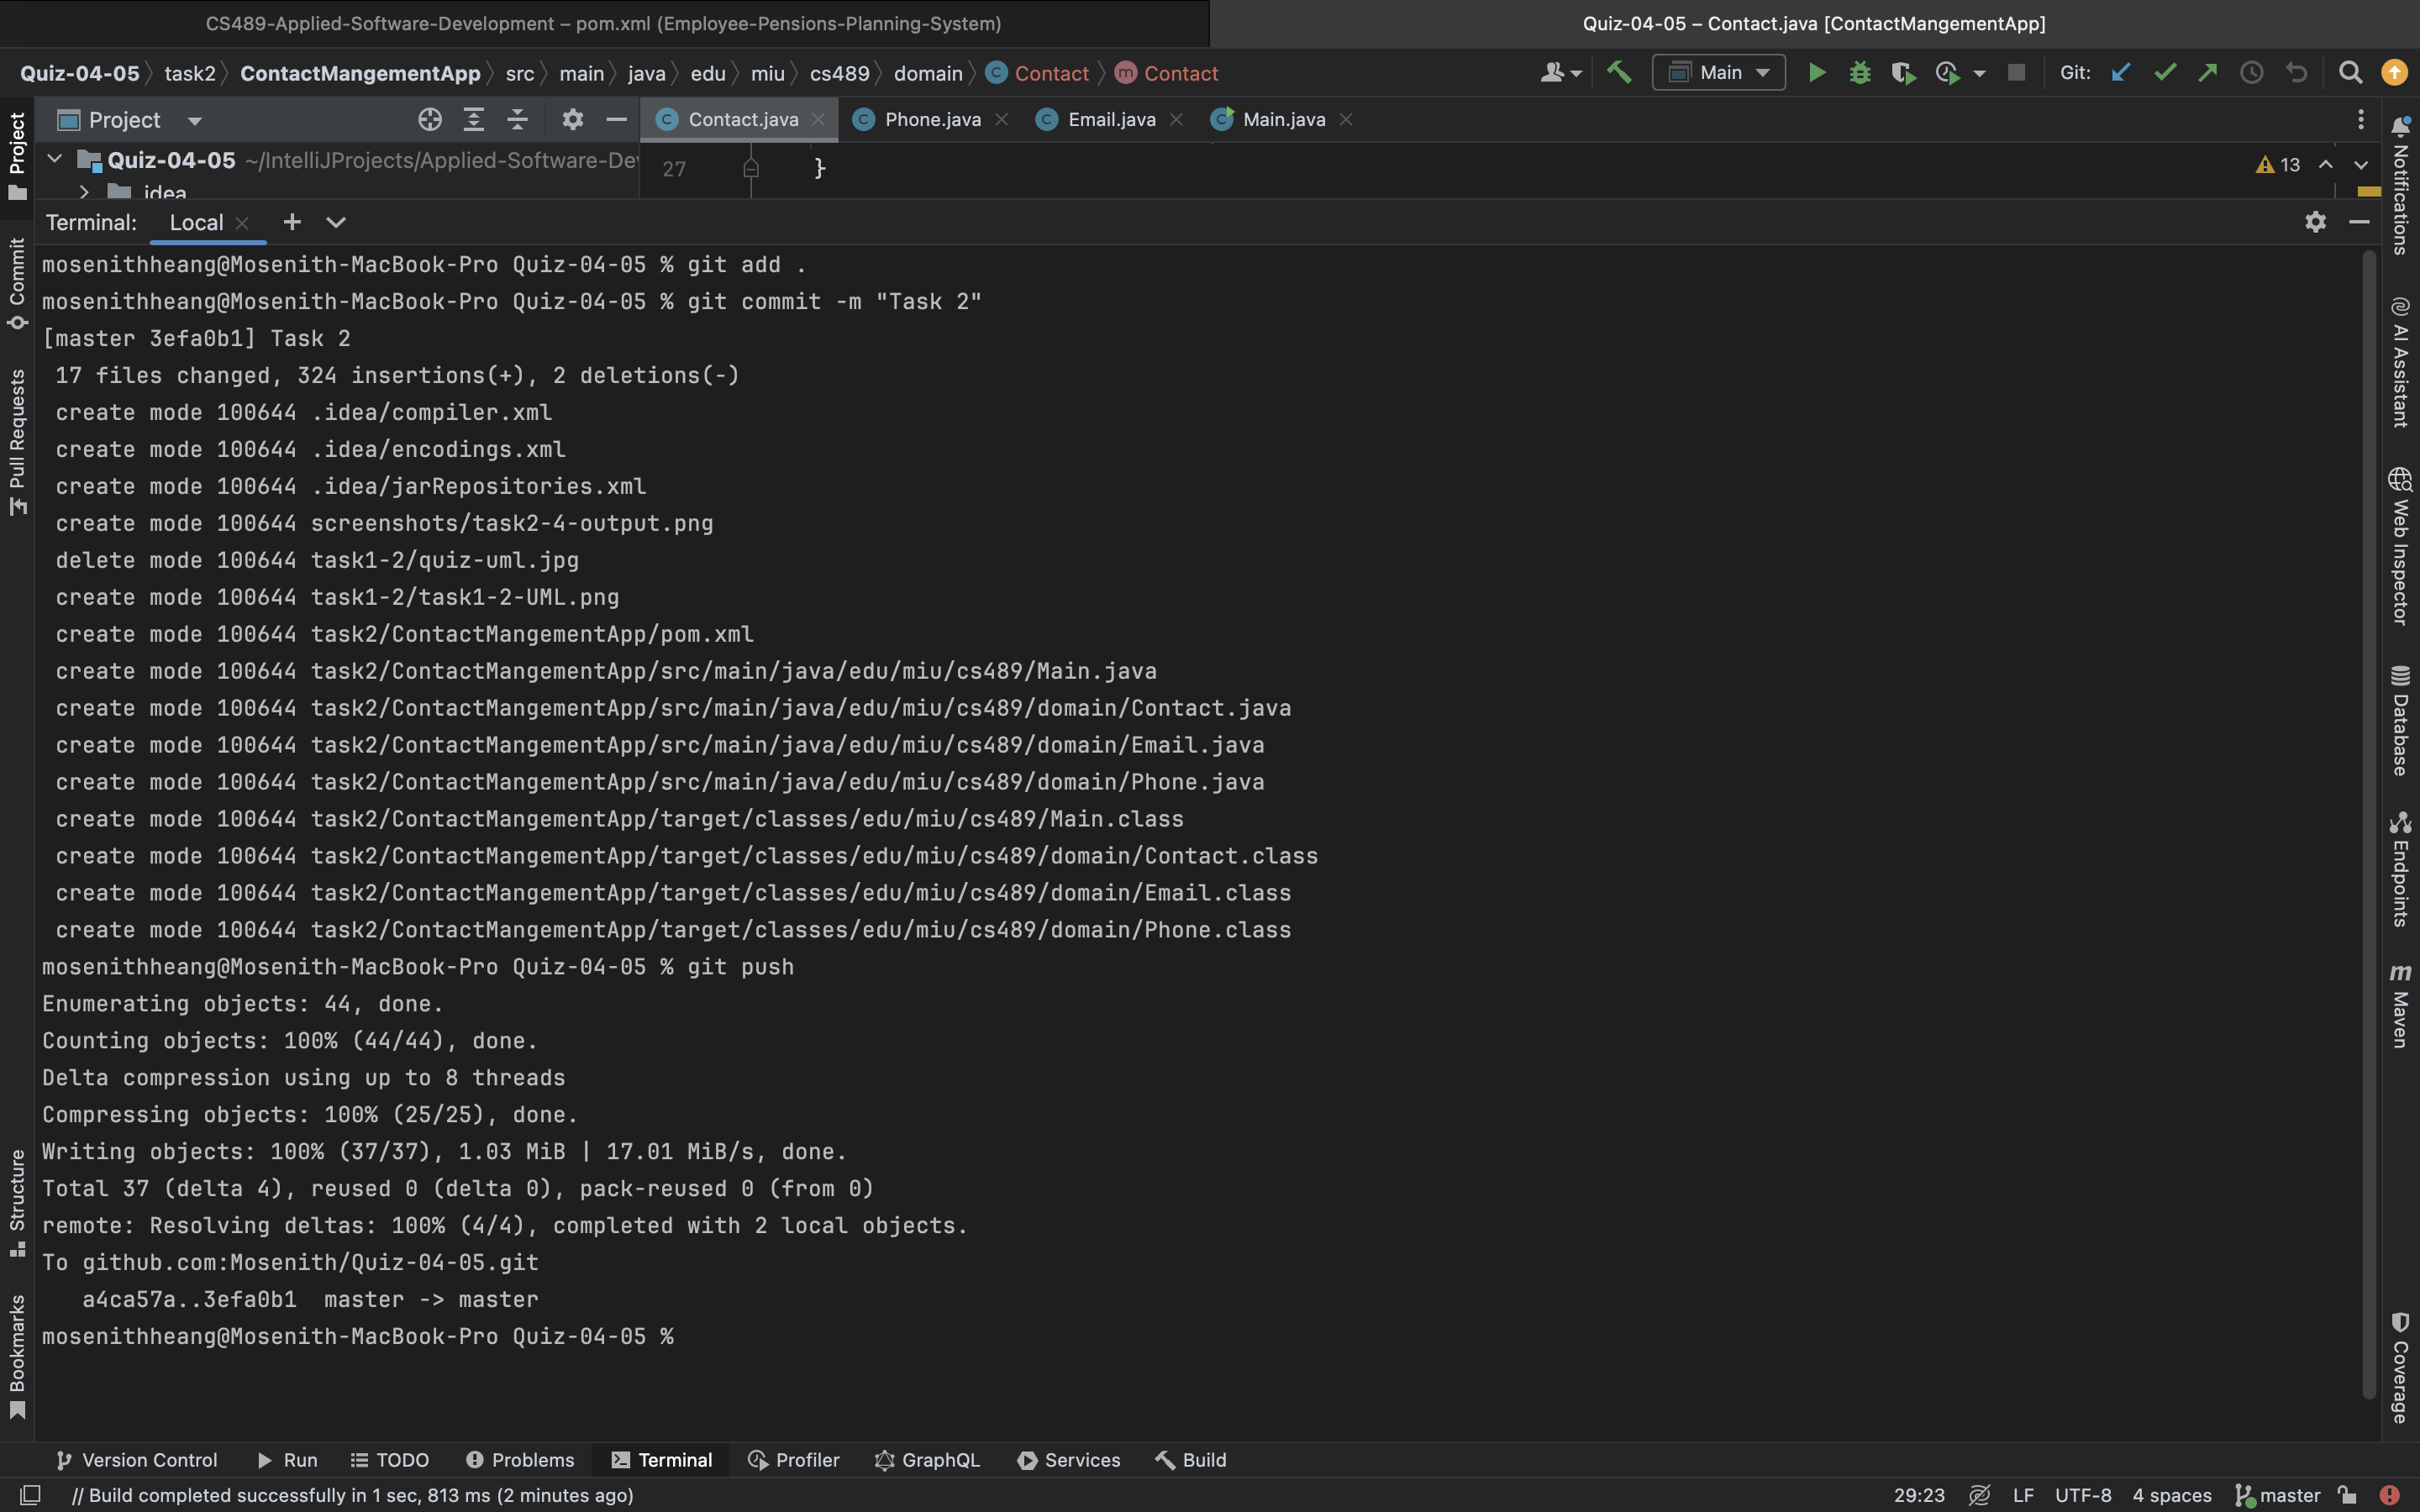 CS489-Applied-Software-Development – pom.xml (Employee-Pensions-Planning-System)
Quiz-04-05 – Contact.java [ContactMangementApp]
Quiz-04-05 task2 ContactMangementApp src main java edu miu cs489 domain Contact Contact
Main
Git:
Project
Contact.java Phone.java Email.java Main.java
Quiz-04-05 ~/IntelliJProjects/Applied-Software-De
27 }
13
idea
Terminal: Local
mosenithheang@Mosenith-MacBook-Pro Quiz-04-05 % git add .
mosenithheang@Mosenith-MacBook-Pro Quiz-04-05 % git commit -m "Task 2"
[master 3efa0b1] Task 2
17 files changed, 324 insertions(+), 2 deletions(-)
create mode 100644 .idea/compiler.xml
create mode 100644 .idea/encodings.xml
create mode 100644 .idea/jarRepositories.xml
create mode 100644 screenshots/task2-4-output.png
delete mode 100644 task1-2/quiz-uml.jpg
create mode 100644 task1-2/task1-2-UML.png
create mode 100644 task2/ContactMangementApp/pom.xml
create mode 100644 task2/ContactMangementApp/src/main/java/edu/miu/cs489/Main.java
create mode 100644 task2/ContactMangementApp/src/main/java/edu/miu/cs489/domain/Contact.java
create mode 100644 task2/ContactMangementApp/src/main/java/edu/miu/cs489/domain/Email.java
create mode 100644 task2/ContactMangementApp/src/main/java/edu/miu/cs489/domain/Phone.java
create mode 100644 task2/ContactMangementApp/target/classes/edu/miu/cs489/Main.class
create mode 100644 task2/ContactMangementApp/target/classes/edu/miu/cs489/domain/Contact.class
create mode 100644 task2/ContactMangementApp/target/classes/edu/miu/cs489/domain/Email.class
create mode 100644 task2/ContactMangementApp/target/classes/edu/miu/cs489/domain/Phone.class
mosenithheang@Mosenith-MacBook-Pro Quiz-04-05 % git push
Enumerating objects: 44, done.
Counting objects: 100% (44/44), done.
Delta compression using up to 8 threads
Compressing objects: 100% (25/25), done.
Writing objects: 100% (37/37), 1.03 MiB | 17.01 MiB/s, done.
Total 37 (delta 4), reused 0 (delta 0), pack-reused 0 (from 0)
remote: Resolving deltas: 100% (4/4), completed with 2 local objects.
To github.com:Mosenith/Quiz-04-05.git
a4ca57a..3efa0b1  master -> master
mosenithheang@Mosenith-MacBook-Pro Quiz-04-05 %
Project
Commit
Pull Requests
Structure
Bookmarks
Notifications
AI Assistant
Web Inspector
Database
Endpoints
m Maven
Coverage
Version Control Run TODO Problems Terminal Profiler GraphQL Services Build
// Build completed successfully in 1 sec, 813 ms (2 minutes ago)
29:23 LF UTF-8 4 spaces master